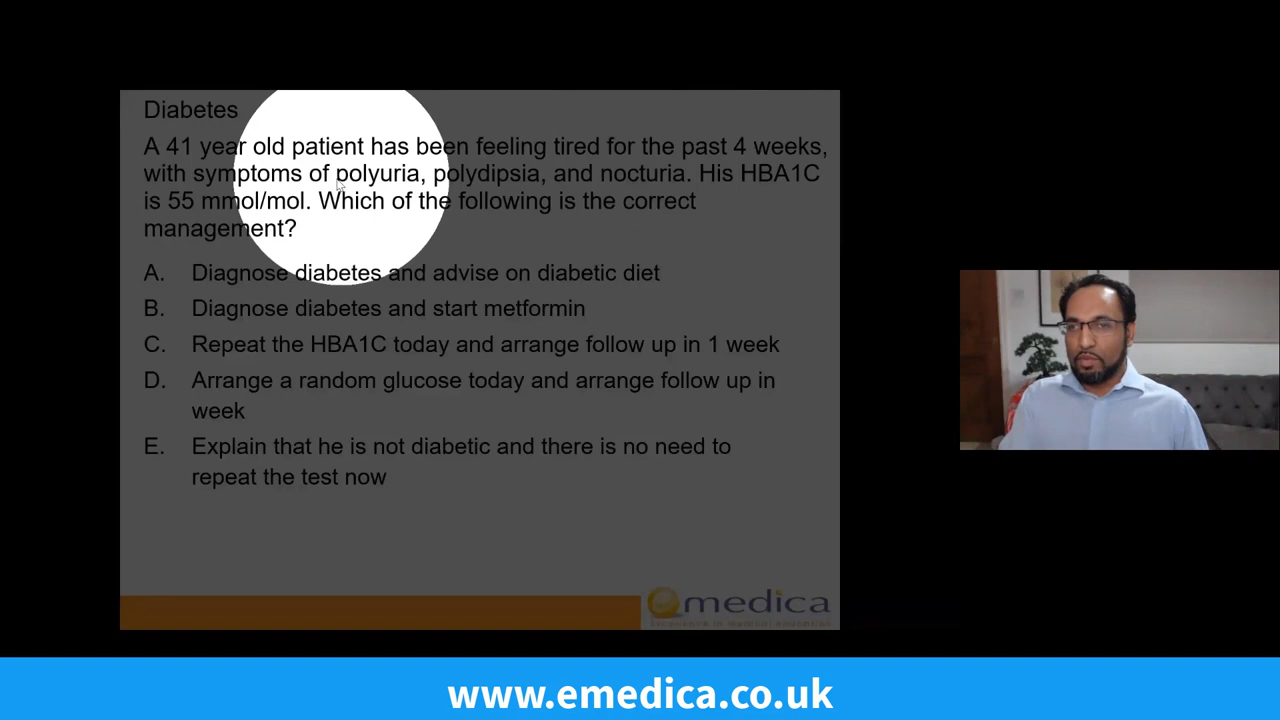 Diabetes
A 41 year old patient has been feeling tired for the past 4 weeks,
with symptoms of polyuria, polydipsia, and nocturia. His HBA1C
is 55 mmol/mol. Which of the following is the correct
management?
A. Diagnose diabetes and advise on diabetic diet
B. Diagnose diabetes and start metformin
C. Repeat the HBA1C today and arrange follow up in 1 week
D. Arrange a random glucose today and arrange follow up in
week
E. Explain that he is not diabetic and there is no need to
repeat the test now
emedica
Excellence in medical education
www.emedica.co.uk